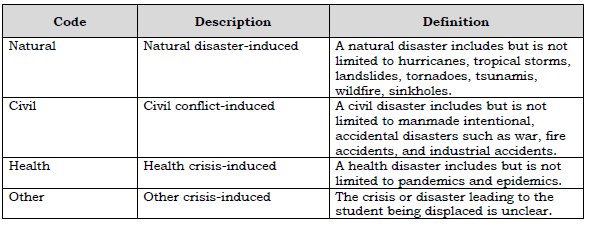 Code Description Definition
Natural Natural disaster-induced A natural disaster includes but is not
limited to hurricanes, tropical storms,
landslides, tornadoes, tsunamis,
wildfire, sinkholes.
Civil Civil conflict-induced A civil disaster includes but is not
limited to manmade intentional,
accidental disasters such as war, fire
accidents, and industrial accidents.
Health Health crisis-induced A health disaster includes but is not
limited to pandemics and epidemics.
Other Other crisis-induced The crisis or disaster leading to the
student being displaced is unclear.